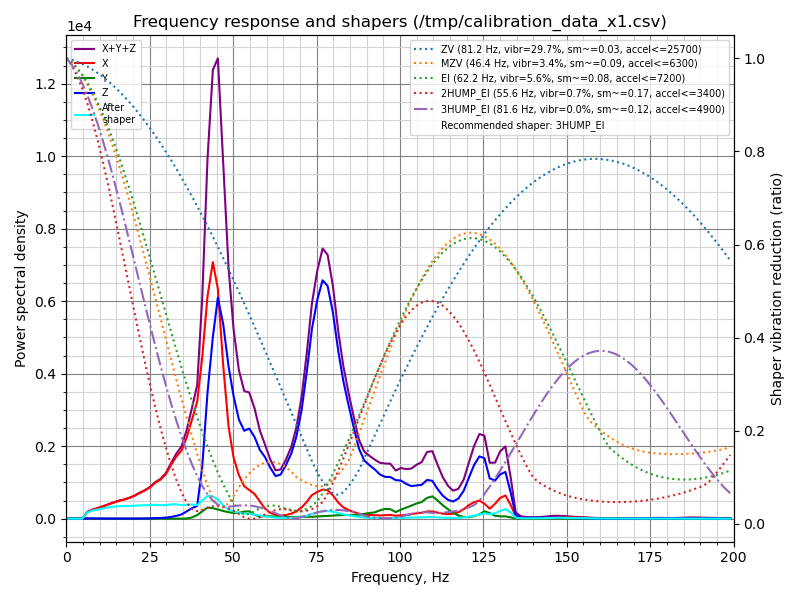 Frequency response and shapers (/tmp/calibration_data_x1.csv)
1e4
X+Y+Z
X
Y
Z
After
shaper
ZV (81.2 Hz, vibr=29.7%, sm~=0.03, accel<=25700)
MZV (46.4 Hz, vibr=3.4%, sm~=0.09, accel<=6300)
EI (62.2 Hz, vibr=5.6%, sm~=0.08, accel<=7200)
2HUMP_EI (55.6 Hz, vibr=0.7%, sm~=0.17, accel<=3400)
3HUMP_EI (81.6 Hz, vibr=0.0%, sm~=0.12, accel<=4900)
Recommended shaper: 3HUMP_EI
Power spectral density
1.2
1.0
0.8
0.6
0.4
0.2
0.0
1.0
0.8
0.6
0.4
0.2
0.0
Shaper vibration reduction (ratio)
0 25 50 75 100 125 150 175 200
Frequency, Hz